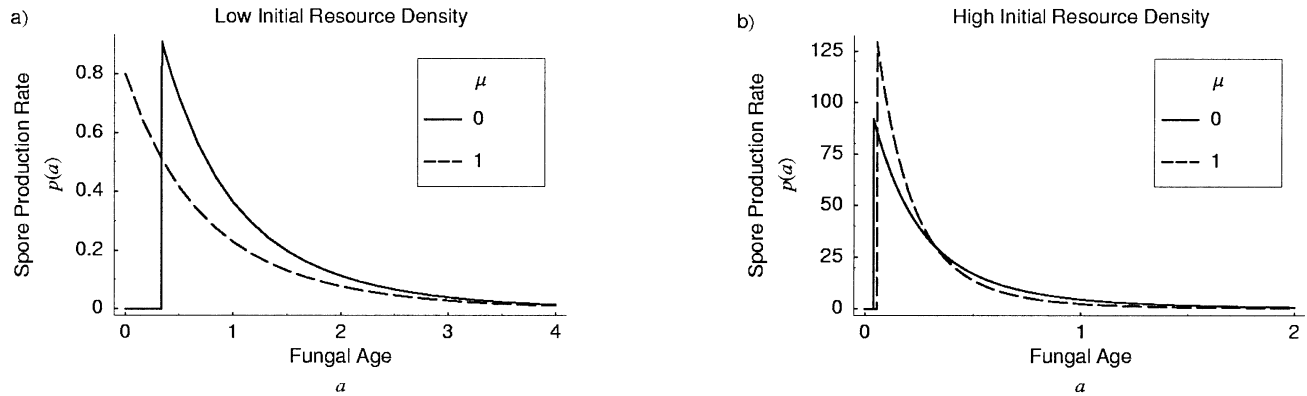 a)
Low Initial Resource Density
Spore Production Rate
p(a)
0.8
0.6
0.4
0.2
0
0 1 2 3 4
Fungal Age
a
μ
0
1
b)
High Initial Resource Density
Spore Production Rate
p(a)
125
100
75
50
25
0
0 1 2
Fungal Age
a
μ
0
1